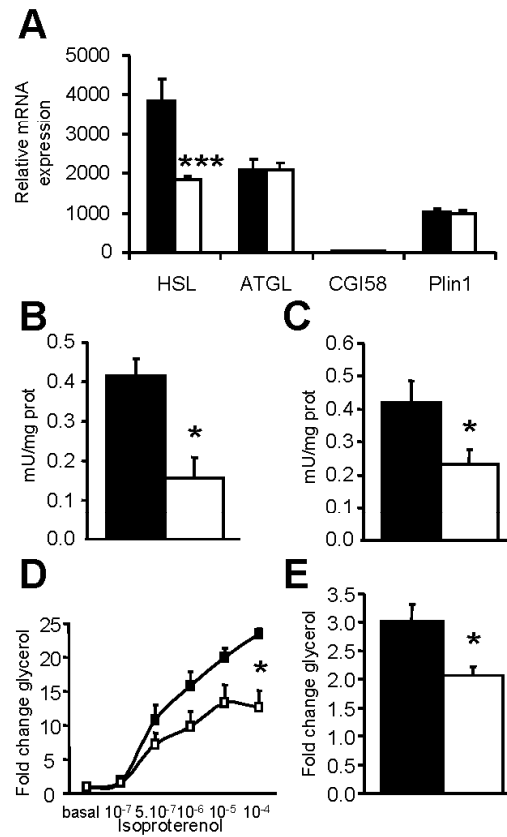 A
Relative mRNA
expression
5000
4000
3000
2000
1000
0
***
HSL ATGL CGI58 Plin1
B
mU/mg prot
0.5
0.4
0.3
0.2
0.1
0.0
*
C
mU/mg prot
0.6
0.5
0.4
0.3
0.2
0.1
0.0
*
D
Fold change glycerol
25
20
15
10
5
0
*
basal 10⁻⁷ 5.10⁻⁷ 10⁻⁶ 10⁻⁵ 10⁻⁴
Isoproterenol
E
Fold change glycerol
3.5
3.0
2.5
2.0
1.5
1.0
0.5
0.0
*